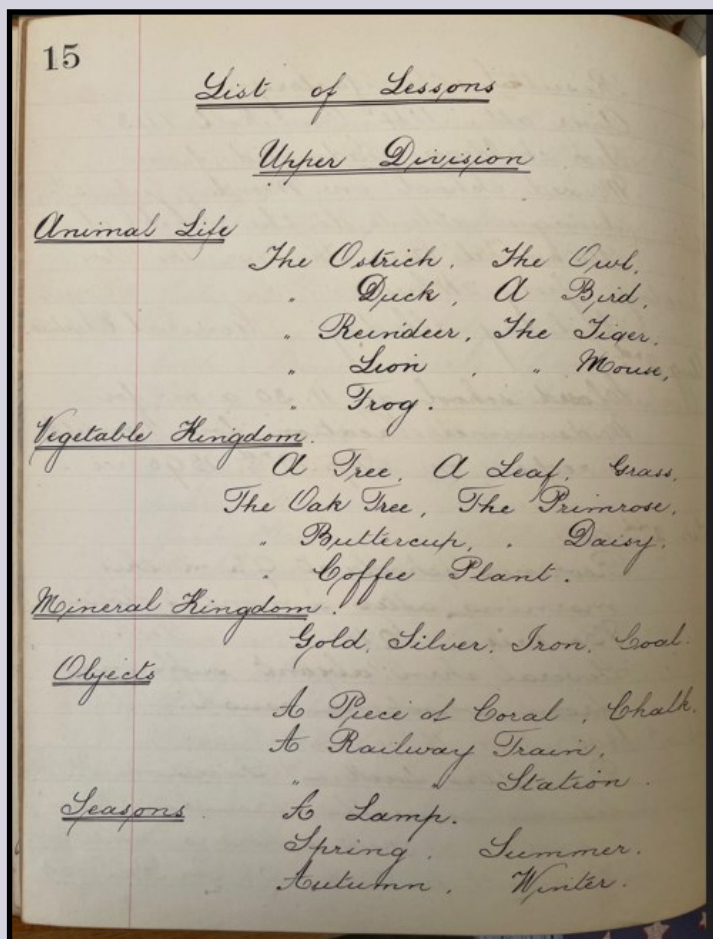 15
List of Lessons
Upper Division
Animal Life
The Ostrich, The Owl,
" Duck, A Bird,
" Reindeer, The Tiger.
" Lion , " Mouse,
" Frog.
Vegetable Kingdom.
A Tree, A Leaf, Grass,
The Oak Tree, The Primrose,
" Buttercup, " Daisy.
" Coffee Plant.
Mineral Kingdom.
Gold, Silver, Iron, Coal.
Objects
A Piece of Coral, Chalk.
A Railway Train,
" " Station.
Seasons A Lamp.
Spring. Summer.
Autumn. Winter.